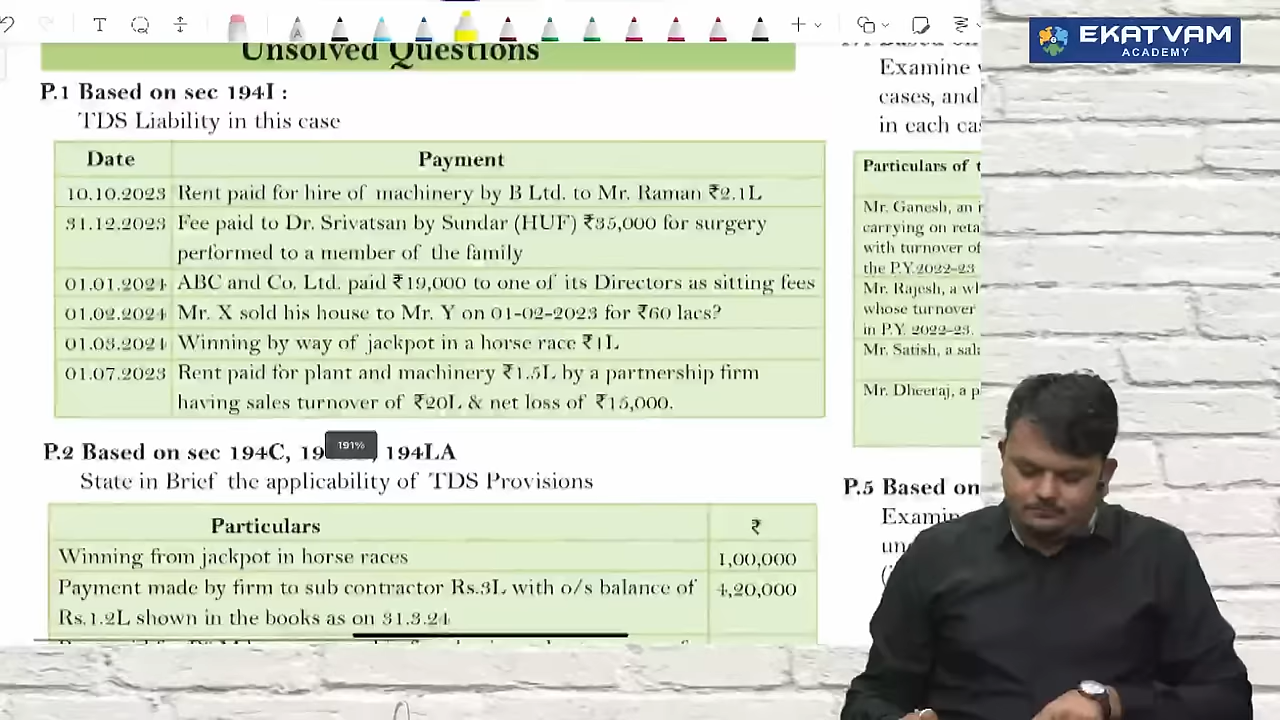 EKATVAM
ACADEMY
Unsolved Questions
P.1 Based on sec 194I :
TDS Liability in this case
Date Payment
10.10.2023 Rent paid for hire of machinery by B Ltd. to Mr. Raman ₹2.1L
31.12.2023 Fee paid to Dr. Srivatsan by Sundar (HUF) ₹35,000 for surgery
performed to a member of the family
01.01.2024 ABC and Co. Ltd. paid ₹19,000 to one of its Directors as sitting fees
01.02.2024 Mr. X sold his house to Mr. Y on 01-02-2023 for ₹60 lacs?
01.03.2024 Winning by way of jackpot in a horse race ₹1L
01.07.2023 Rent paid for plant and machinery ₹1.5L by a partnership firm
having sales turnover of ₹20L & net loss of ₹15,000.
P.2 Based on sec 194C, 19 194LA
191%
State in Brief the applicability of TDS Provisions
Particulars ₹
Winning from jackpot in horse races 1,00,000
Payment made by firm to sub contractor Rs.3L with o/s balance of 4,20,000
Rs.1.2L shown in the books as on 31.3.24
Examine
cases, and
in each
Particulars of
Mr. Ganesh, an
carrying on
with turnover of
the P.Y.2022-23
Mr. Rajesh, a
whose turnover
in P.Y. 2022-23.
Mr. Satish, a
Mr. Dheeraj, a
P.5 Based on